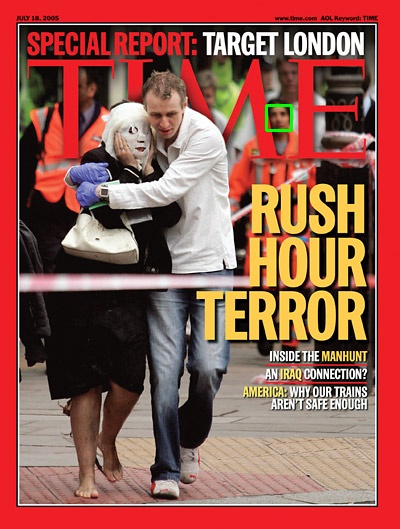 JULY 18, 2005
www.time.com AOL Keyword: TIME
SPECIAL REPORT: TARGET LONDON
TIME
RUSH
HOUR
TERROR
INSIDE THE MANHUNT
AN IRAQ CONNECTION?
AMERICA: WHY OUR TRAINS
AREN'T SAFE ENOUGH